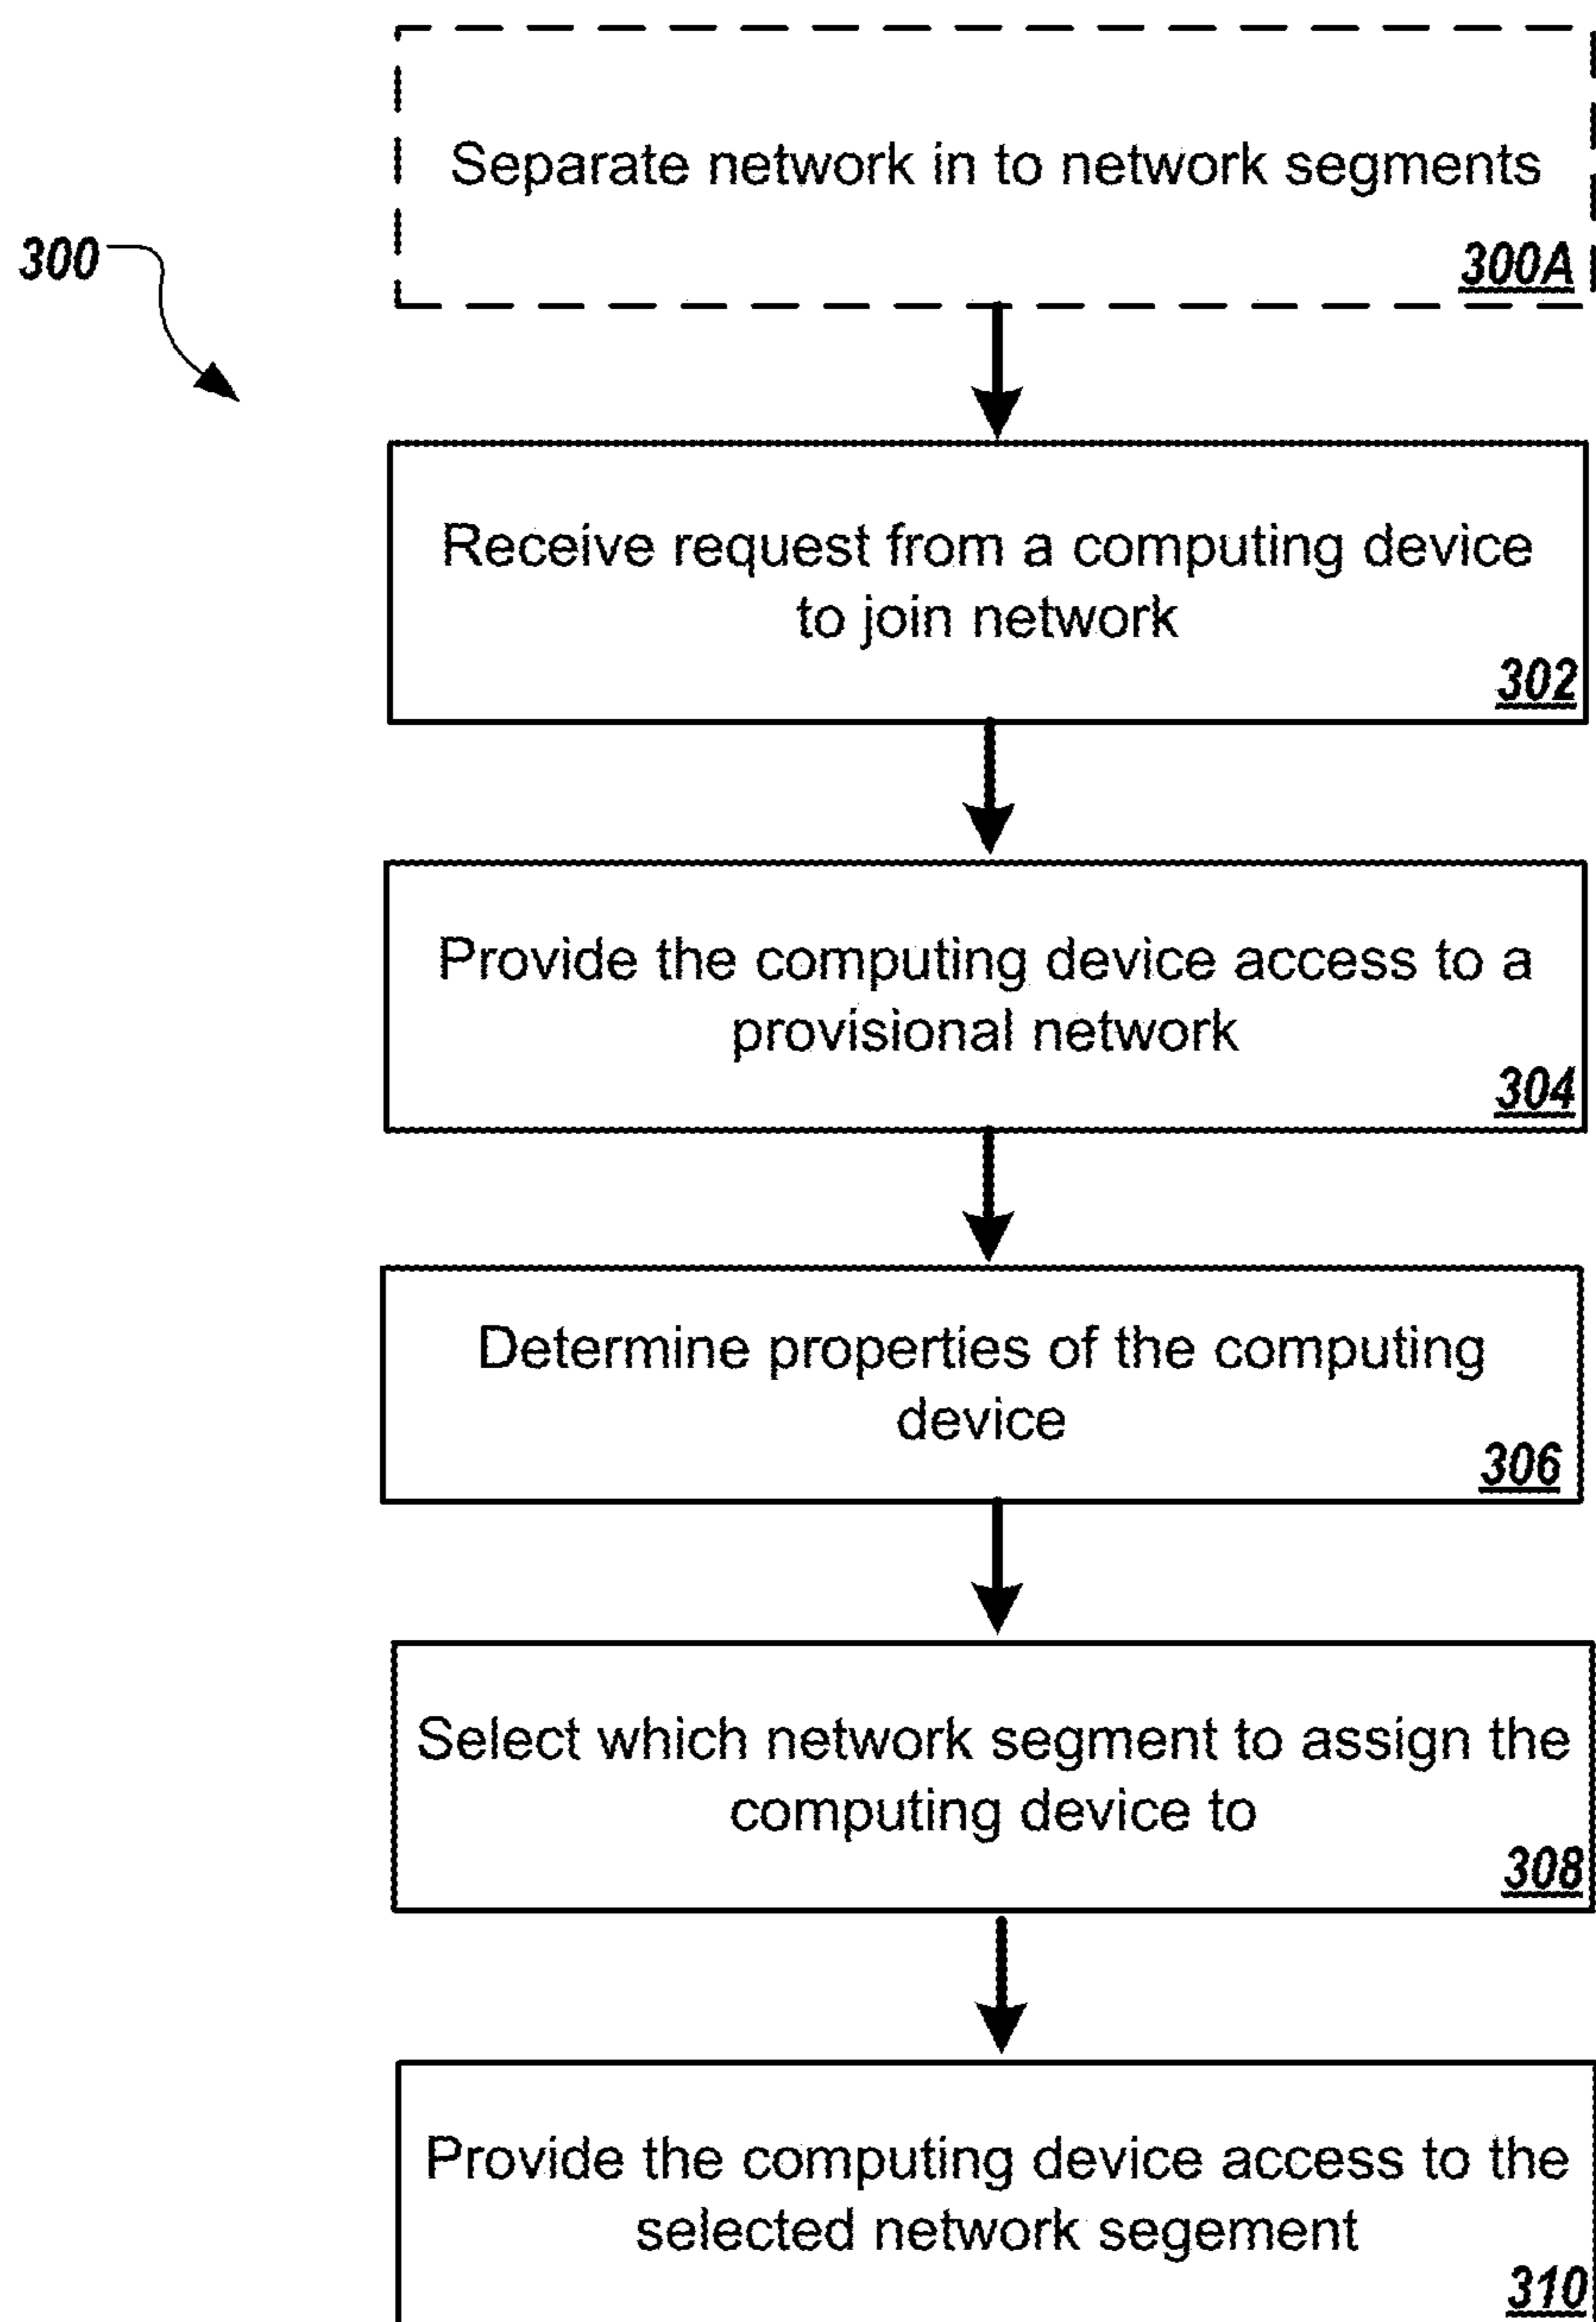 Separate network in to network segments
300A
300
Receive request from a computing device
to join network
302
Provide the computing device access to a
provisional network
304
Determine properties of the computing
device
306
Select which network segment to assign the
computing device to
308
Provide the computing device access to the
selected network segement
310